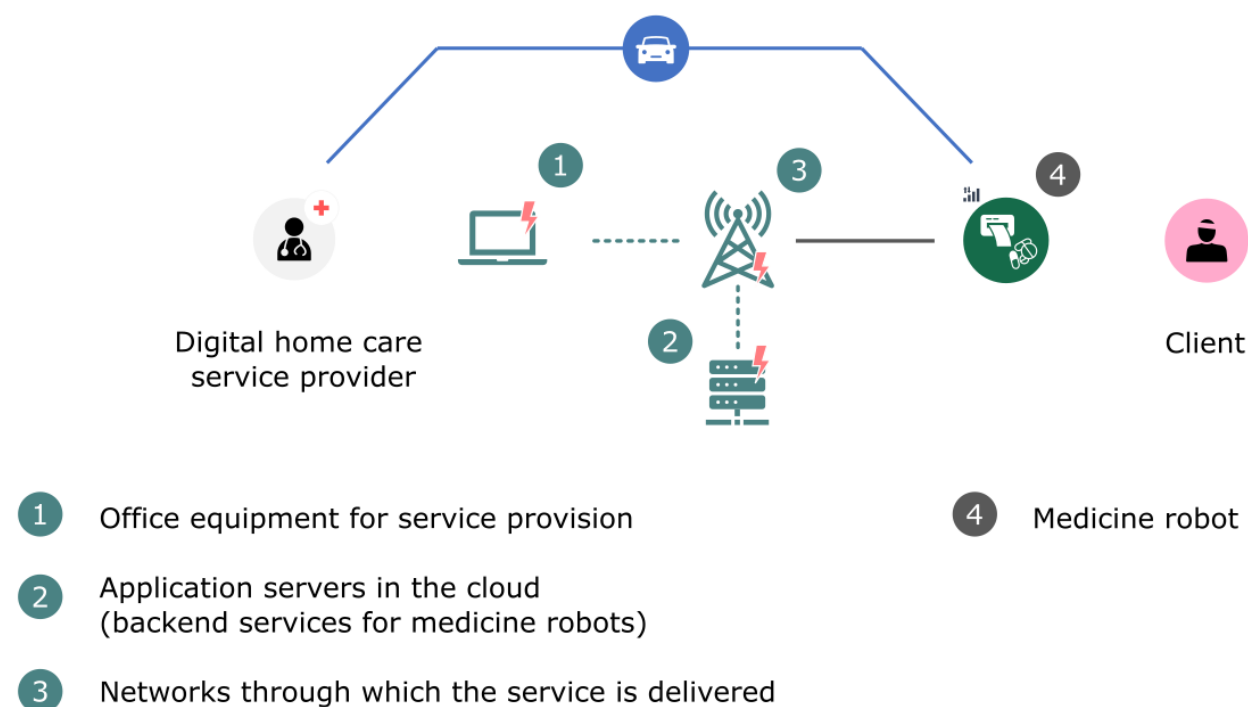 1
3
4
2
Digital home care
service provider
Client
1 Office equipment for service provision
4 Medicine robot
2 Application servers in the cloud
(backend services for medicine robots)
3 Networks through which the service is delivered